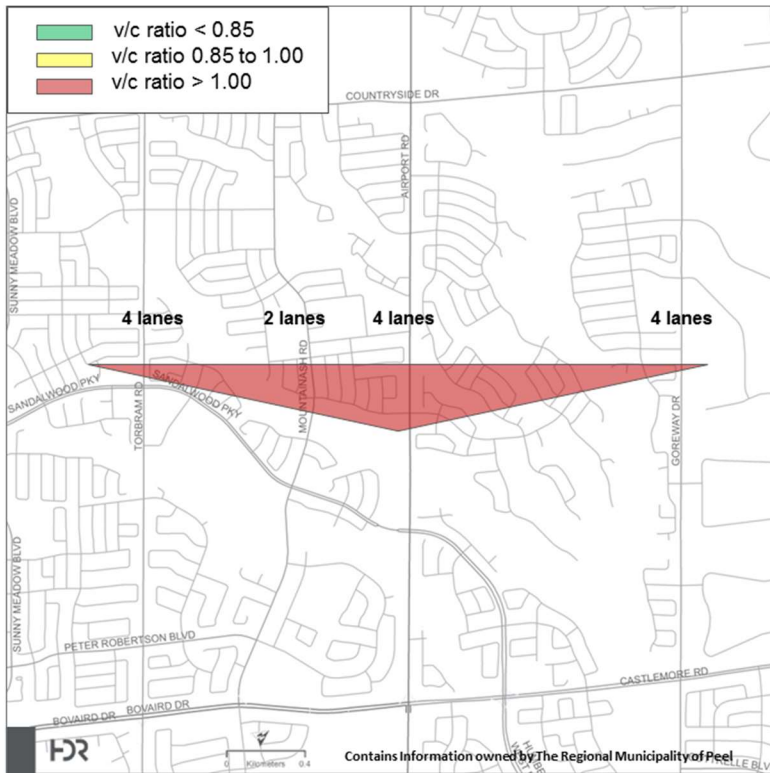 v/c ratio < 0.85
v/c ratio 0.85 to 1.00
v/c ratio > 1.00
COUNTRYSIDE DR
AIRPORT RD
SUNNY MEADOW BLVD
4 lanes
2 lanes
4 lanes
4 lanes
SANDALWOOD PKY
SANDALWOOD PKY
TORBRAM RD
MOUNTAINASH RD
GOREWAY DR
SUNNY MEADOW BLVD
PETER ROBERTSON BLVD
CASTLEMORE RD
BOVAIRD DR
BOVAIRD DR
HDR
0
Kilometers
0.4
Contains Information owned by The Regional Municipality of Peel